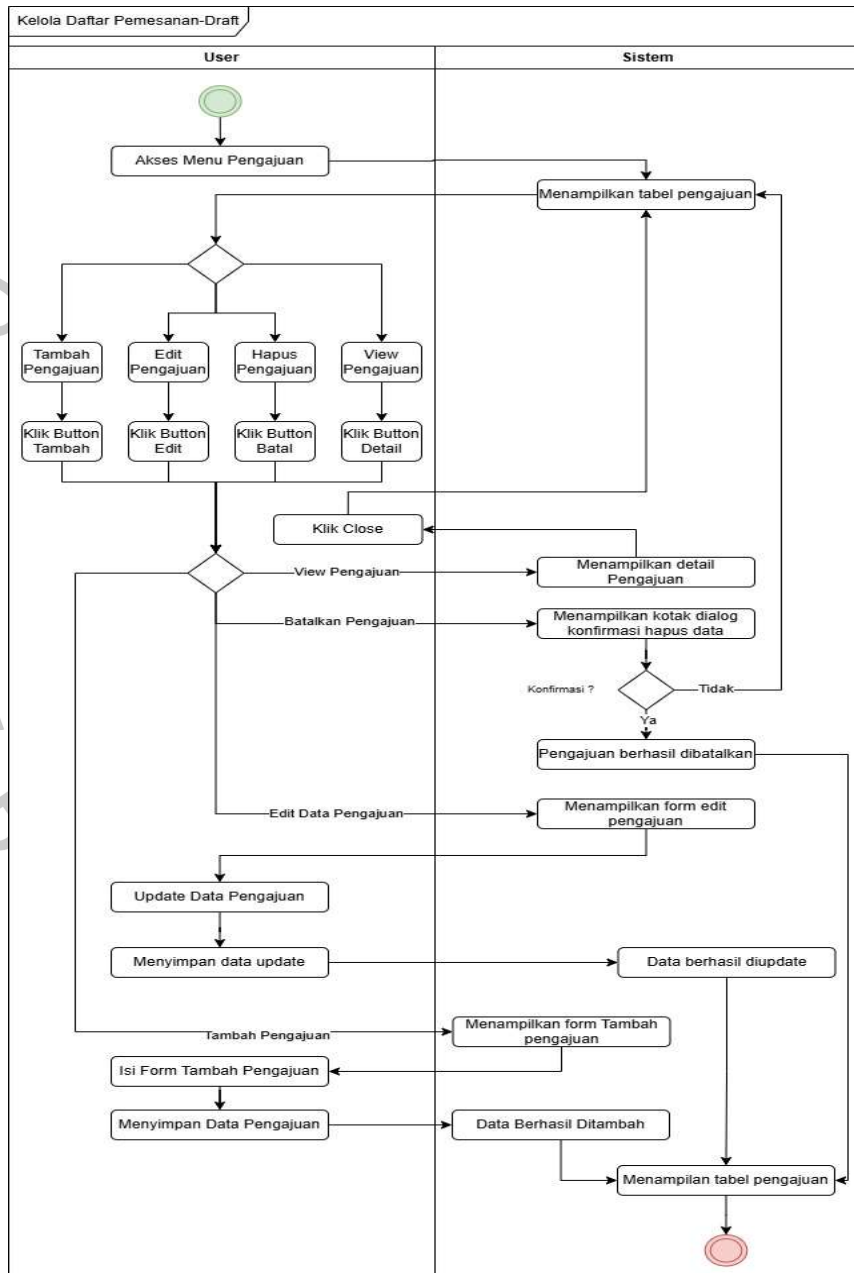 Kelola Daftar Pemesanan-Draft
User
Sistem
Akses Menu Pengajuan
Menampilkan tabel pengajuan
Tambah
Pengajuan
Edit
Pengajuan
Hapus
Pengajuan
View
Pengajuan
Klik Button
Tambah
Klik Button
Edit
Klik Button
Batal
Klik Button
Detail
Klik Close
View Pengajuan
Menampilkan detail
Pengajuan
Batalkan Pengajuan
Menampilkan kotak dialog
konfirmasi hapus data
Konfirmasi ?
Tidak
Ya
Pengajuan berhasil dibatalkan
Edit Data Pengajuan
Menampilkan form edit
pengajuan
Update Data Pengajuan
Menyimpan data update
Data berhasil diupdate
Tambah Pengajuan
Menampilkan form Tambah
pengajuan
Isi Form Tambah Pengajuan
Menyimpan Data Pengajuan
Data Berhasil Ditambah
Menampilan tabel pengajuan